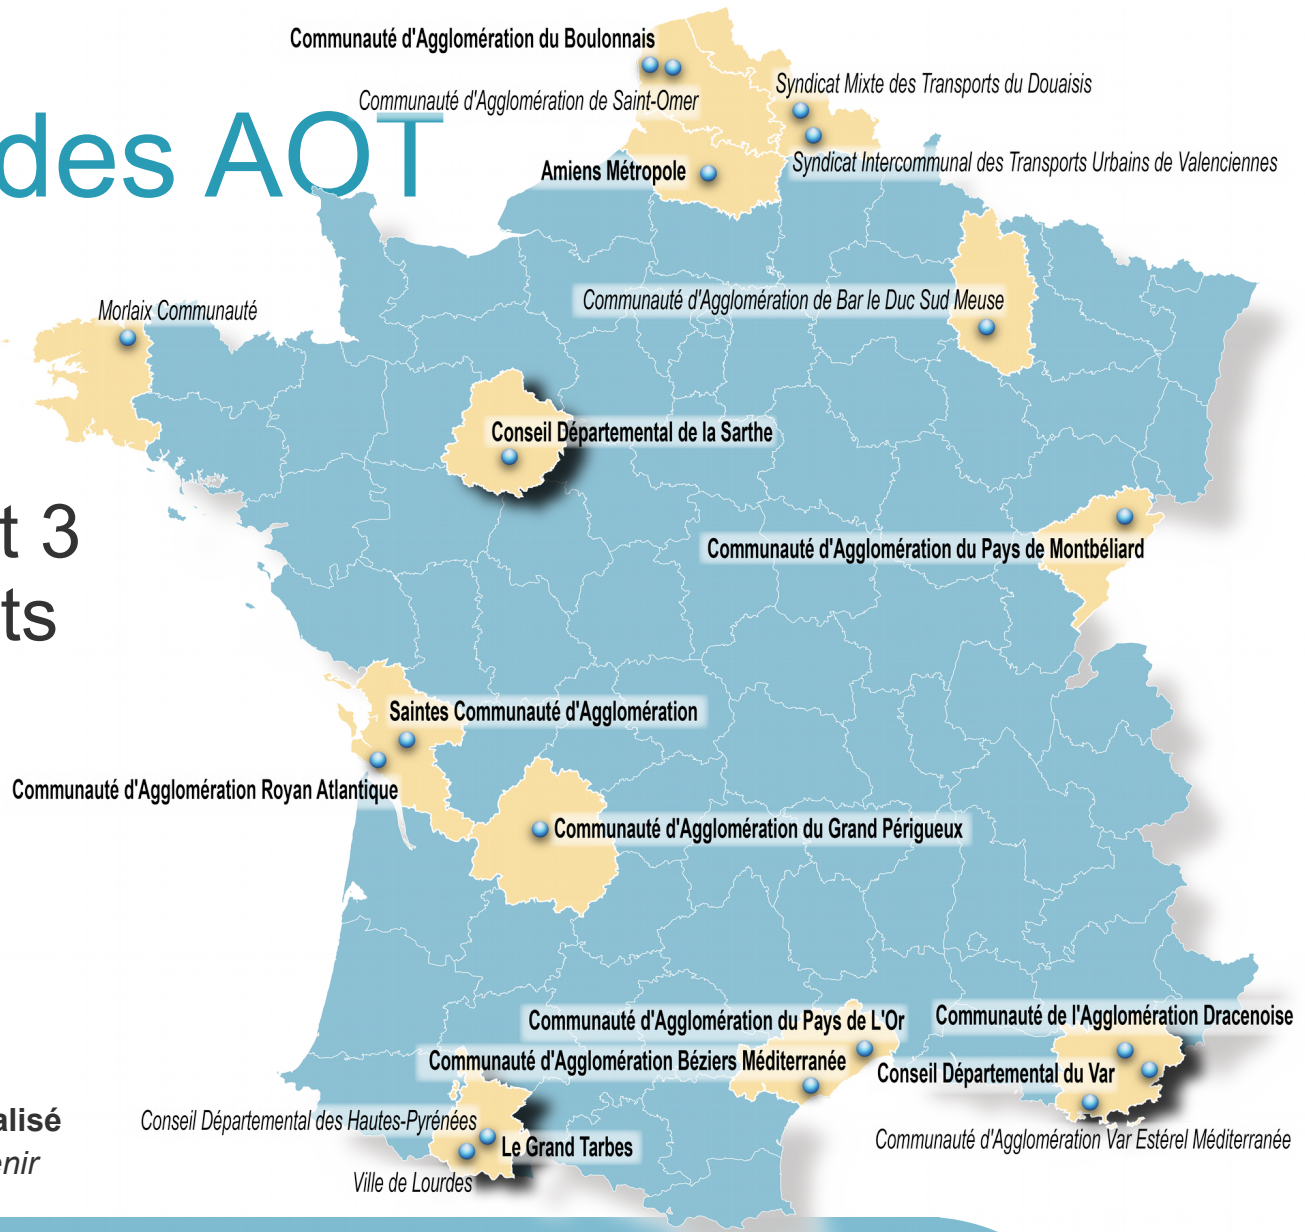 Communauté d'Agglomération du Boulonnais
Syndicat Mixte des Transports du Douaisis
Communauté d'Agglomération de Saint-Omer
des AOT
Amiens Métropole
Syndicat Intercommunal des Transports Urbains de Valenciennes
Communauté d'Agglomération de Bar le Duc Sud Meuse
Morlaix Communauté
Conseil Départemental de la Sarthe
t 3
Communauté d'Agglomération du Pays de Montbéliard
ts
Saintes Communauté d'Agglomération
Communauté d'Agglomération Royan Atlantique
Communauté d'Agglomération du Grand Périgueux
Communauté d'Agglomération du Pays de L'Or
Communauté de l'Agglomération Dracenoise
Communauté d'Agglomération Béziers Méditerranée
Conseil Départemental du Var
alisé
Conseil Départemental des Hautes-Pyrénées
Communauté d'Agglomération Var Estérel Méditerranée
Le Grand Tarbes
enir
Ville de Lourdes